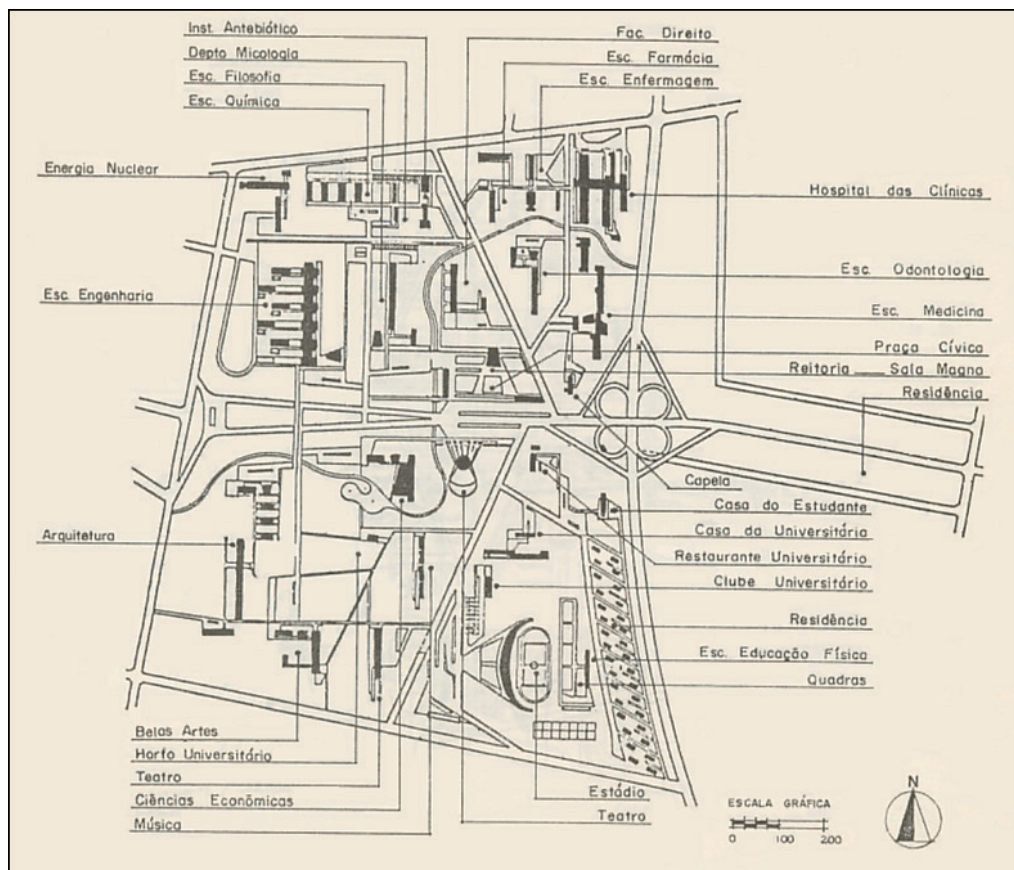 Inst. Antebiótico
Depto Micologia
Esc. Filosofia
Esc. Química
Energia Nuclear
Esc. Engenharia
Arquitetura
Belas Artes
Horfo Universitário
Teatro
Ciências Econômicas
Música
Fac. Direito
Esc. Farmácia
Esc. Enfermagem
Hospital das Clínicas
Esc. Odontologia
Esc. Medicina
Praça Cívica
Reitoria __ Sala Magna
Residência
Capela
Casa do Estudante
Casa da Universitária
Restaurante Universitário
Clube Universitário
Residência
Esc. Educação Física
Quadras
Estádio
Teatro
ESCALA GRÁFICA
0 100 200
N